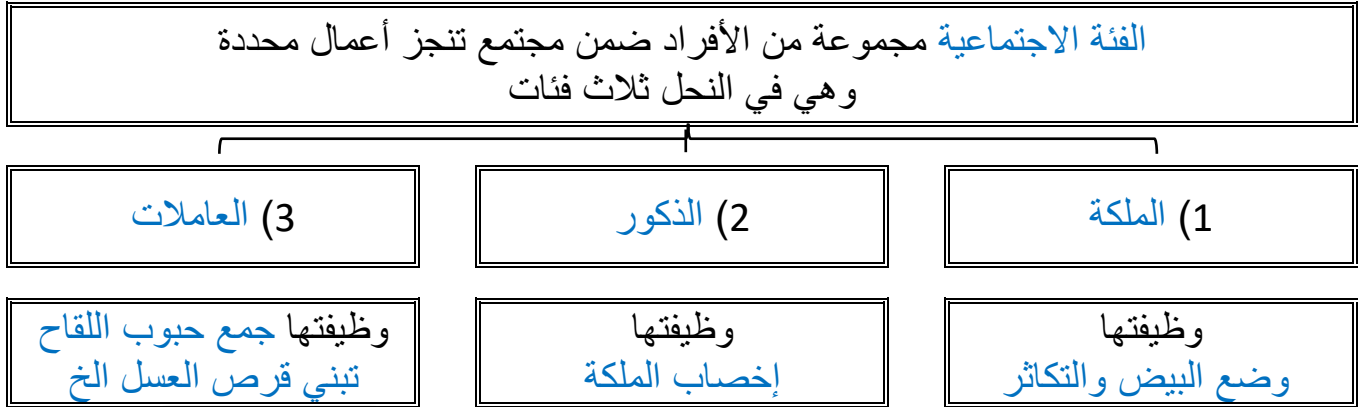 الفئة الاجتماعية مجموعة من الأفراد ضمن مجتمع تنجز أعمال محددة
وهي في النحل ثلاث فئات
1) الملكة
2) الذكور
3) العاملات
وظيفتها
وضع البيض والتكاثر
وظيفتها
إخصاب الملكة
وظيفتها جمع حبوب اللقاح
تبني قرص العسل الخ